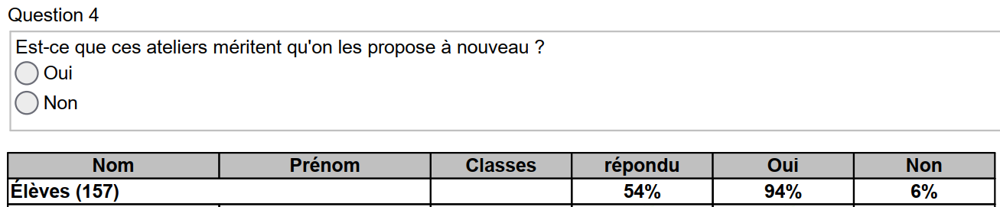 Question 4
Est-ce que ces ateliers méritent qu'on les propose à nouveau ?
Oui
Non
Nom Prénom Classes répondu Oui Non
Élèves (157) 54% 94% 6%